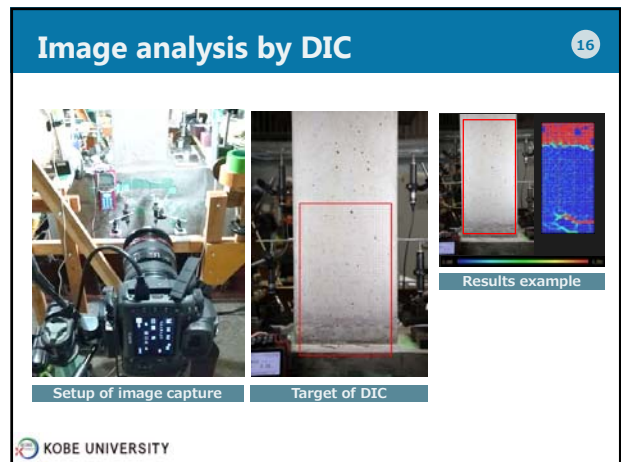 Image analysis by DIC
16
Setup of image capture
Target of DIC
Results example
KOBE UNIVERSITY